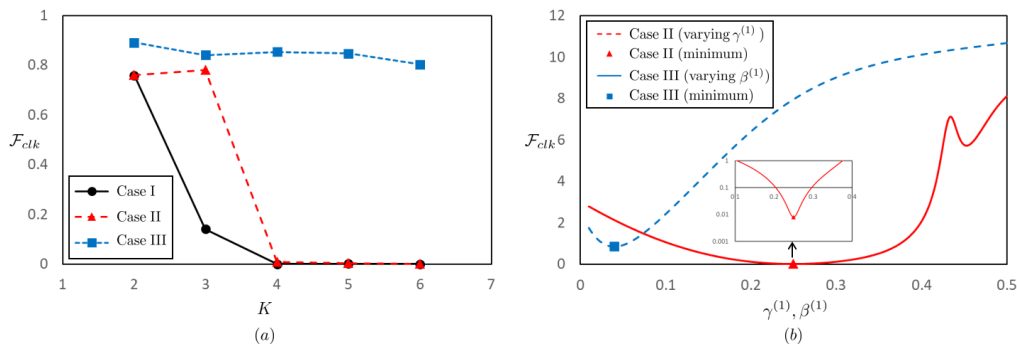 1
0.8
0.6
0.4
0.2
0
F_clk
Case I
Case II
Case III
1 2 3 4 5 6 7
K
(a)
12
10
8
6
4
2
0
F_clk
Case II (varying γ^(1) )
Case II (minimum)
Case III (varying β^(1))
Case III (minimum)
1
0.1
0.01
0.001
0.1 0.2 0.3 0.4
0 0.1 0.2 0.3 0.4 0.5
γ^(1), β^(1)
(b)